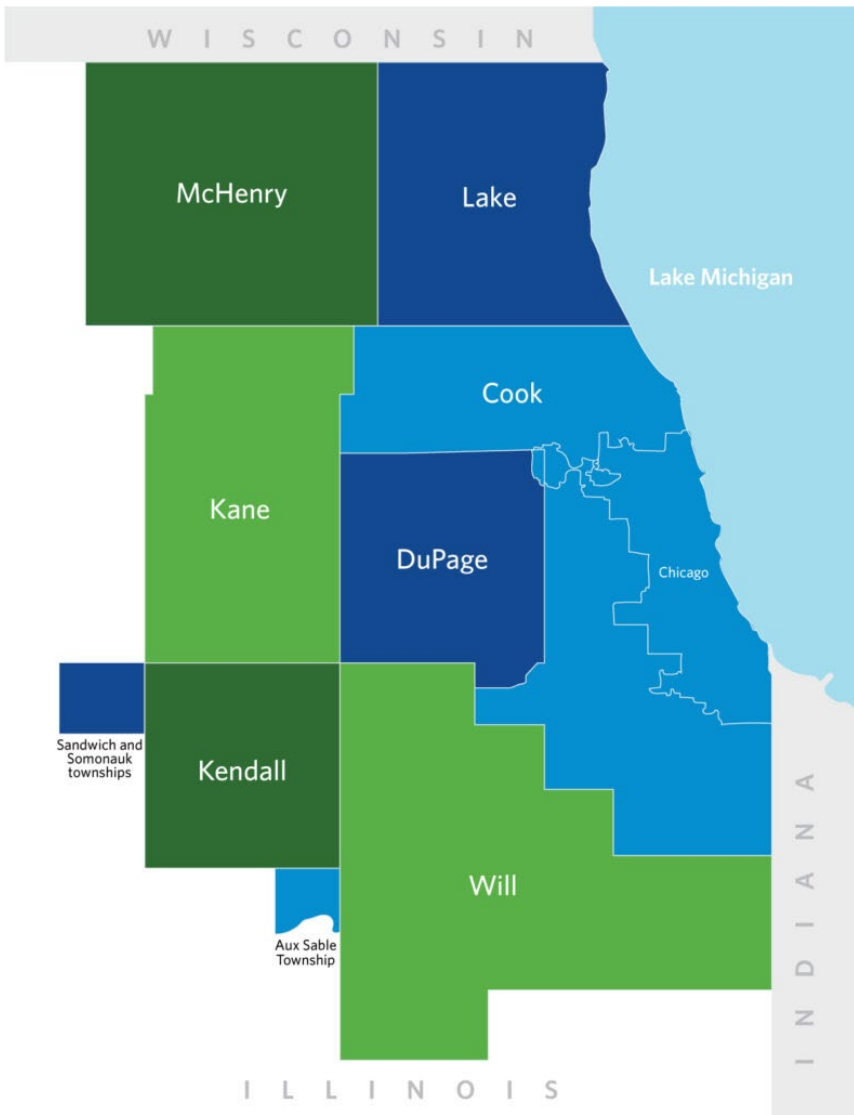 WISCONSIN
McHenry
Lake
Lake Michigan
Cook
Kane
DuPage
Chicago
Sandwich and
Somonauk
townships
Kendall
Will
Aux Sable
Township
INDIANA
ILLINOIS